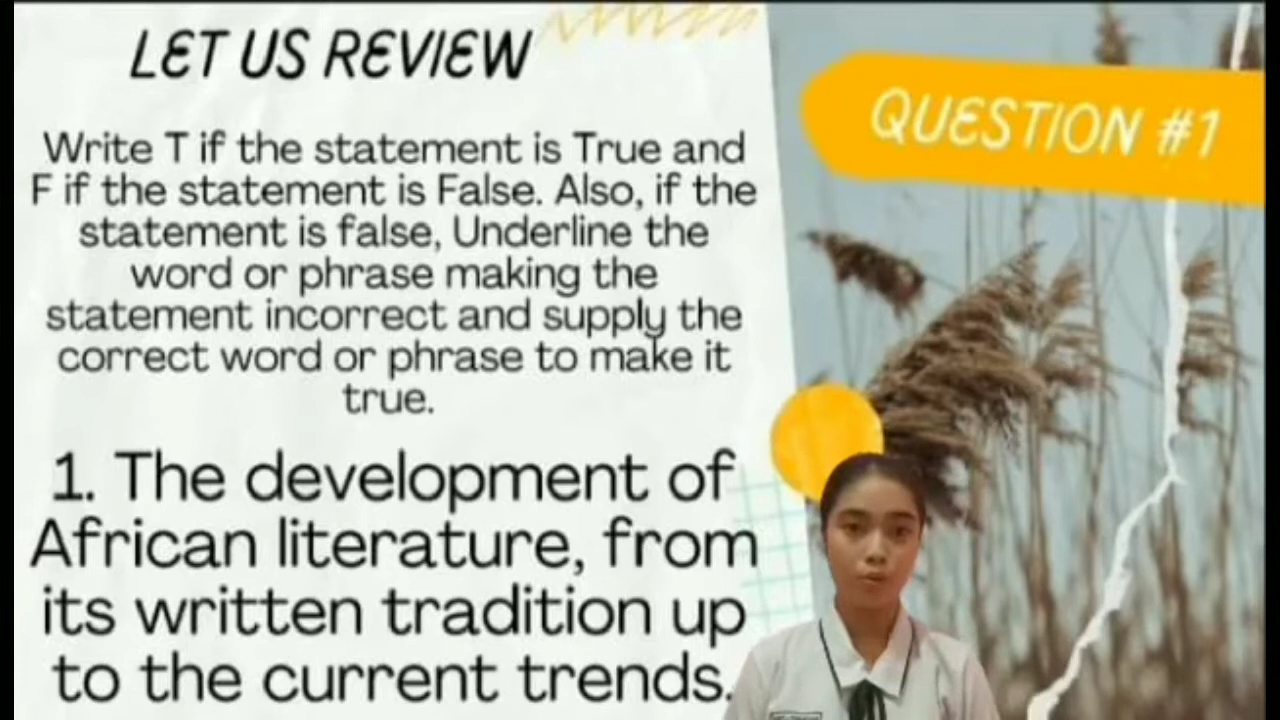 LET US REVIEW
QUESTION #1
Write T if the statement is True and
F if the statement is False. Also, if the
statement is false, Underline the
word or phrase making the
statement incorrect and supply the
correct word or phrase to make it
true.
1. The development of
African literature, from
its written tradition up
to the current trends.